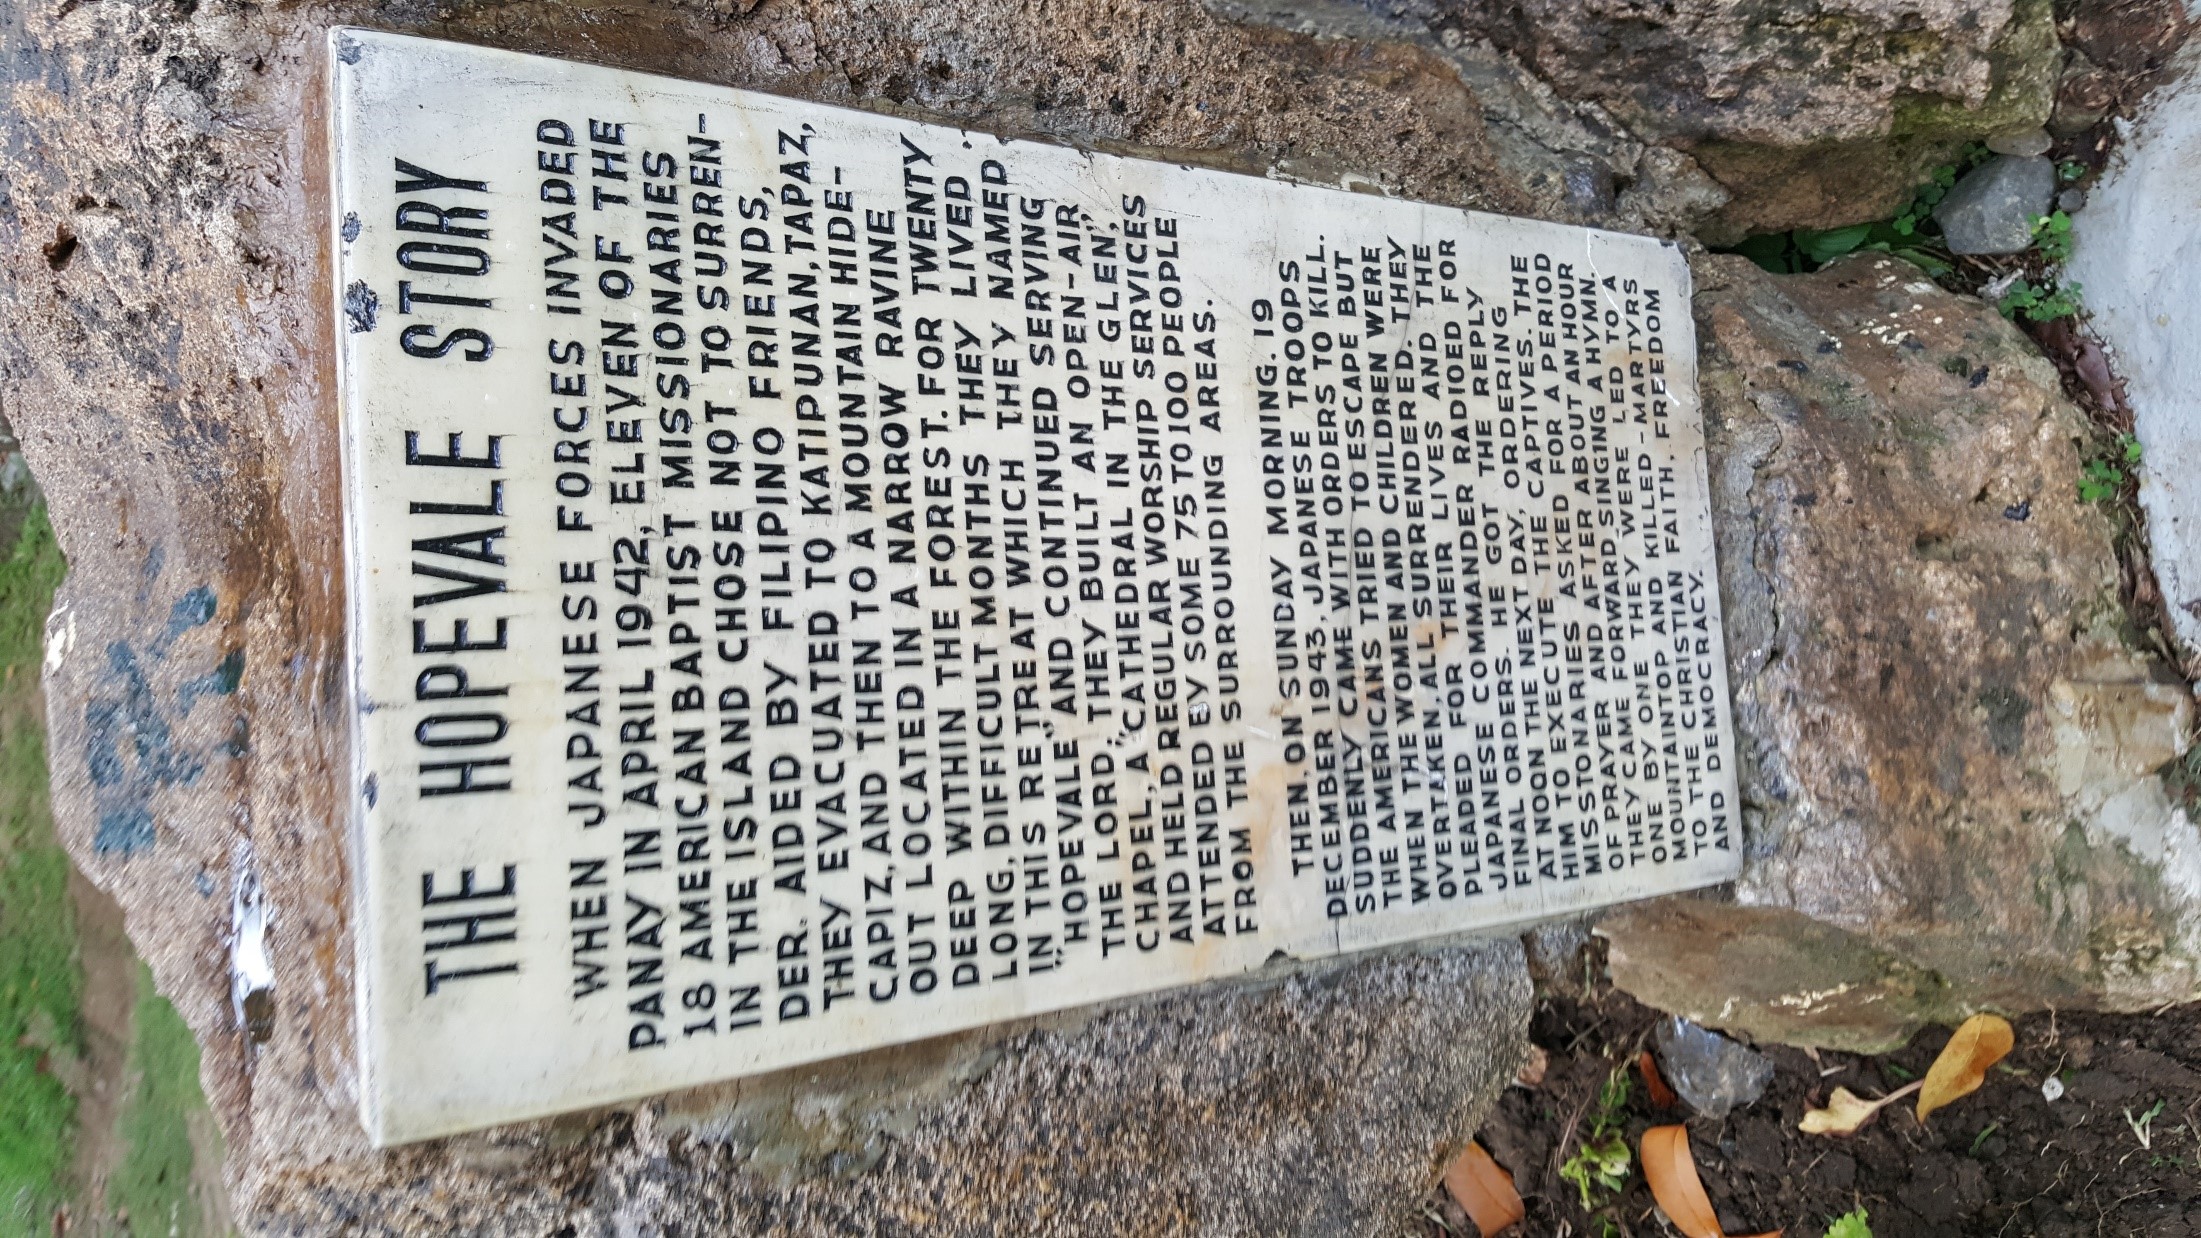 THE HOPEVALE STORY
WHEN JAPANESE FORCES INVADED
PANAY IN APRIL 1942, ELEVEN OF THE
18 AMERICAN BAPTIST MISSIONARIES
IN THE ISLAND CHOSE NOT TO SURREN-
DER. AIDED BY FILIPINO FRIENDS,
THEY EVACUATED TO KATIPUNAN, TAPAZ,
CAPIZ, AND THEN TO A MOUNTAIN HIDE-
OUT LOCATED IN A NARROW RAVINE
DEEP WITHIN THE FOREST. FOR TWENTY
LONG, DIFFICULT MONTHS THEY LIVED
IN THIS RETREAT WHICH THEY NAMED
"HOPEVALE" AND CONTINUED SERVING
THE LORD. THEY BUILT AN OPEN-AIR
CHAPEL, A "CATHEDRAL IN THE GLEN,"
AND HELD REGULAR WORSHIP SERVICES
ATTENDED BY SOME 75 TO 100 PEOPLE
FROM THE SURROUNDING AREAS.
THEN, ON SUNDAY MORNING. 19
DECEMBER 1943, JAPANESE TROOPS
SUDDENLY CAME WITH ORDERS TO KILL.
THE AMERICANS TRIED TO ESCAPE BUT
WHEN THE WOMEN AND CHILDREN WERE
OVERTAKEN, ALL SURRENDERED. THEY
PLEADED FOR THEIR LIVES AND THE
JAPANESE COMMANDER RADIOED FOR
FINAL ORDERS. HE GOT THE REPLY
AT NOON THE NEXT DAY, ORDERING
HIM TO EXECUTE THE CAPTIVES. THE
MISSIONARIES ASKED FOR A PERIOD
OF PRAYER AND AFTER ABOUT AN HOUR
THEY CAME FORWARD SINGING A HYMN.
ONE BY ONE THEY WERE LED TO A
MOUNTAINTOP AND KILLED - MARTYRS
TO THE CHRISTIAN FAITH, FREEDOM
AND DEMOCRACY.